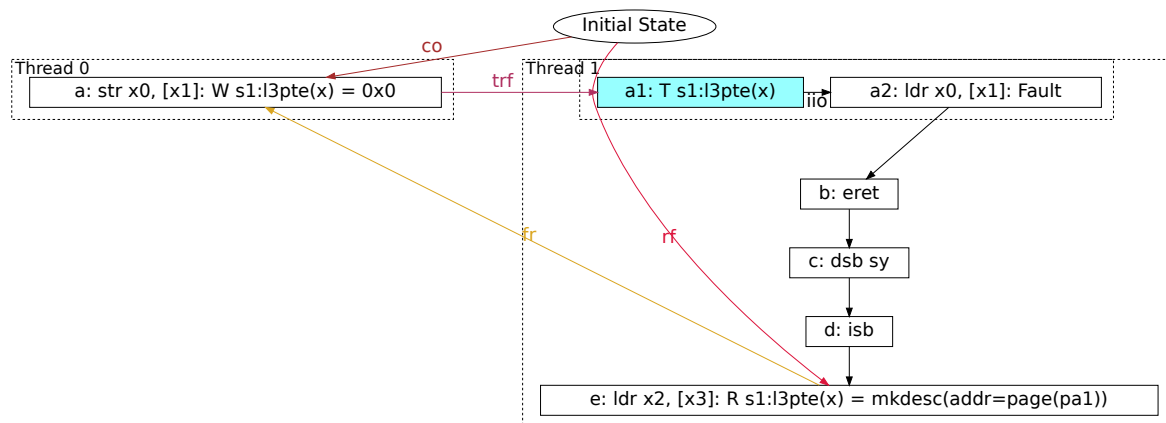 Initial State
co
Thread 0
Thread 1
a: str x0, [x1]: W s1:l3pte(x) = 0x0
trf
a1: T s1:l3pte(x)
iio
a2: ldr x0, [x1]: Fault
b: eret
fr
rf
c: dsb sy
d: isb
e: ldr x2, [x3]: R s1:l3pte(x) = mkdesc(addr=page(pa1))